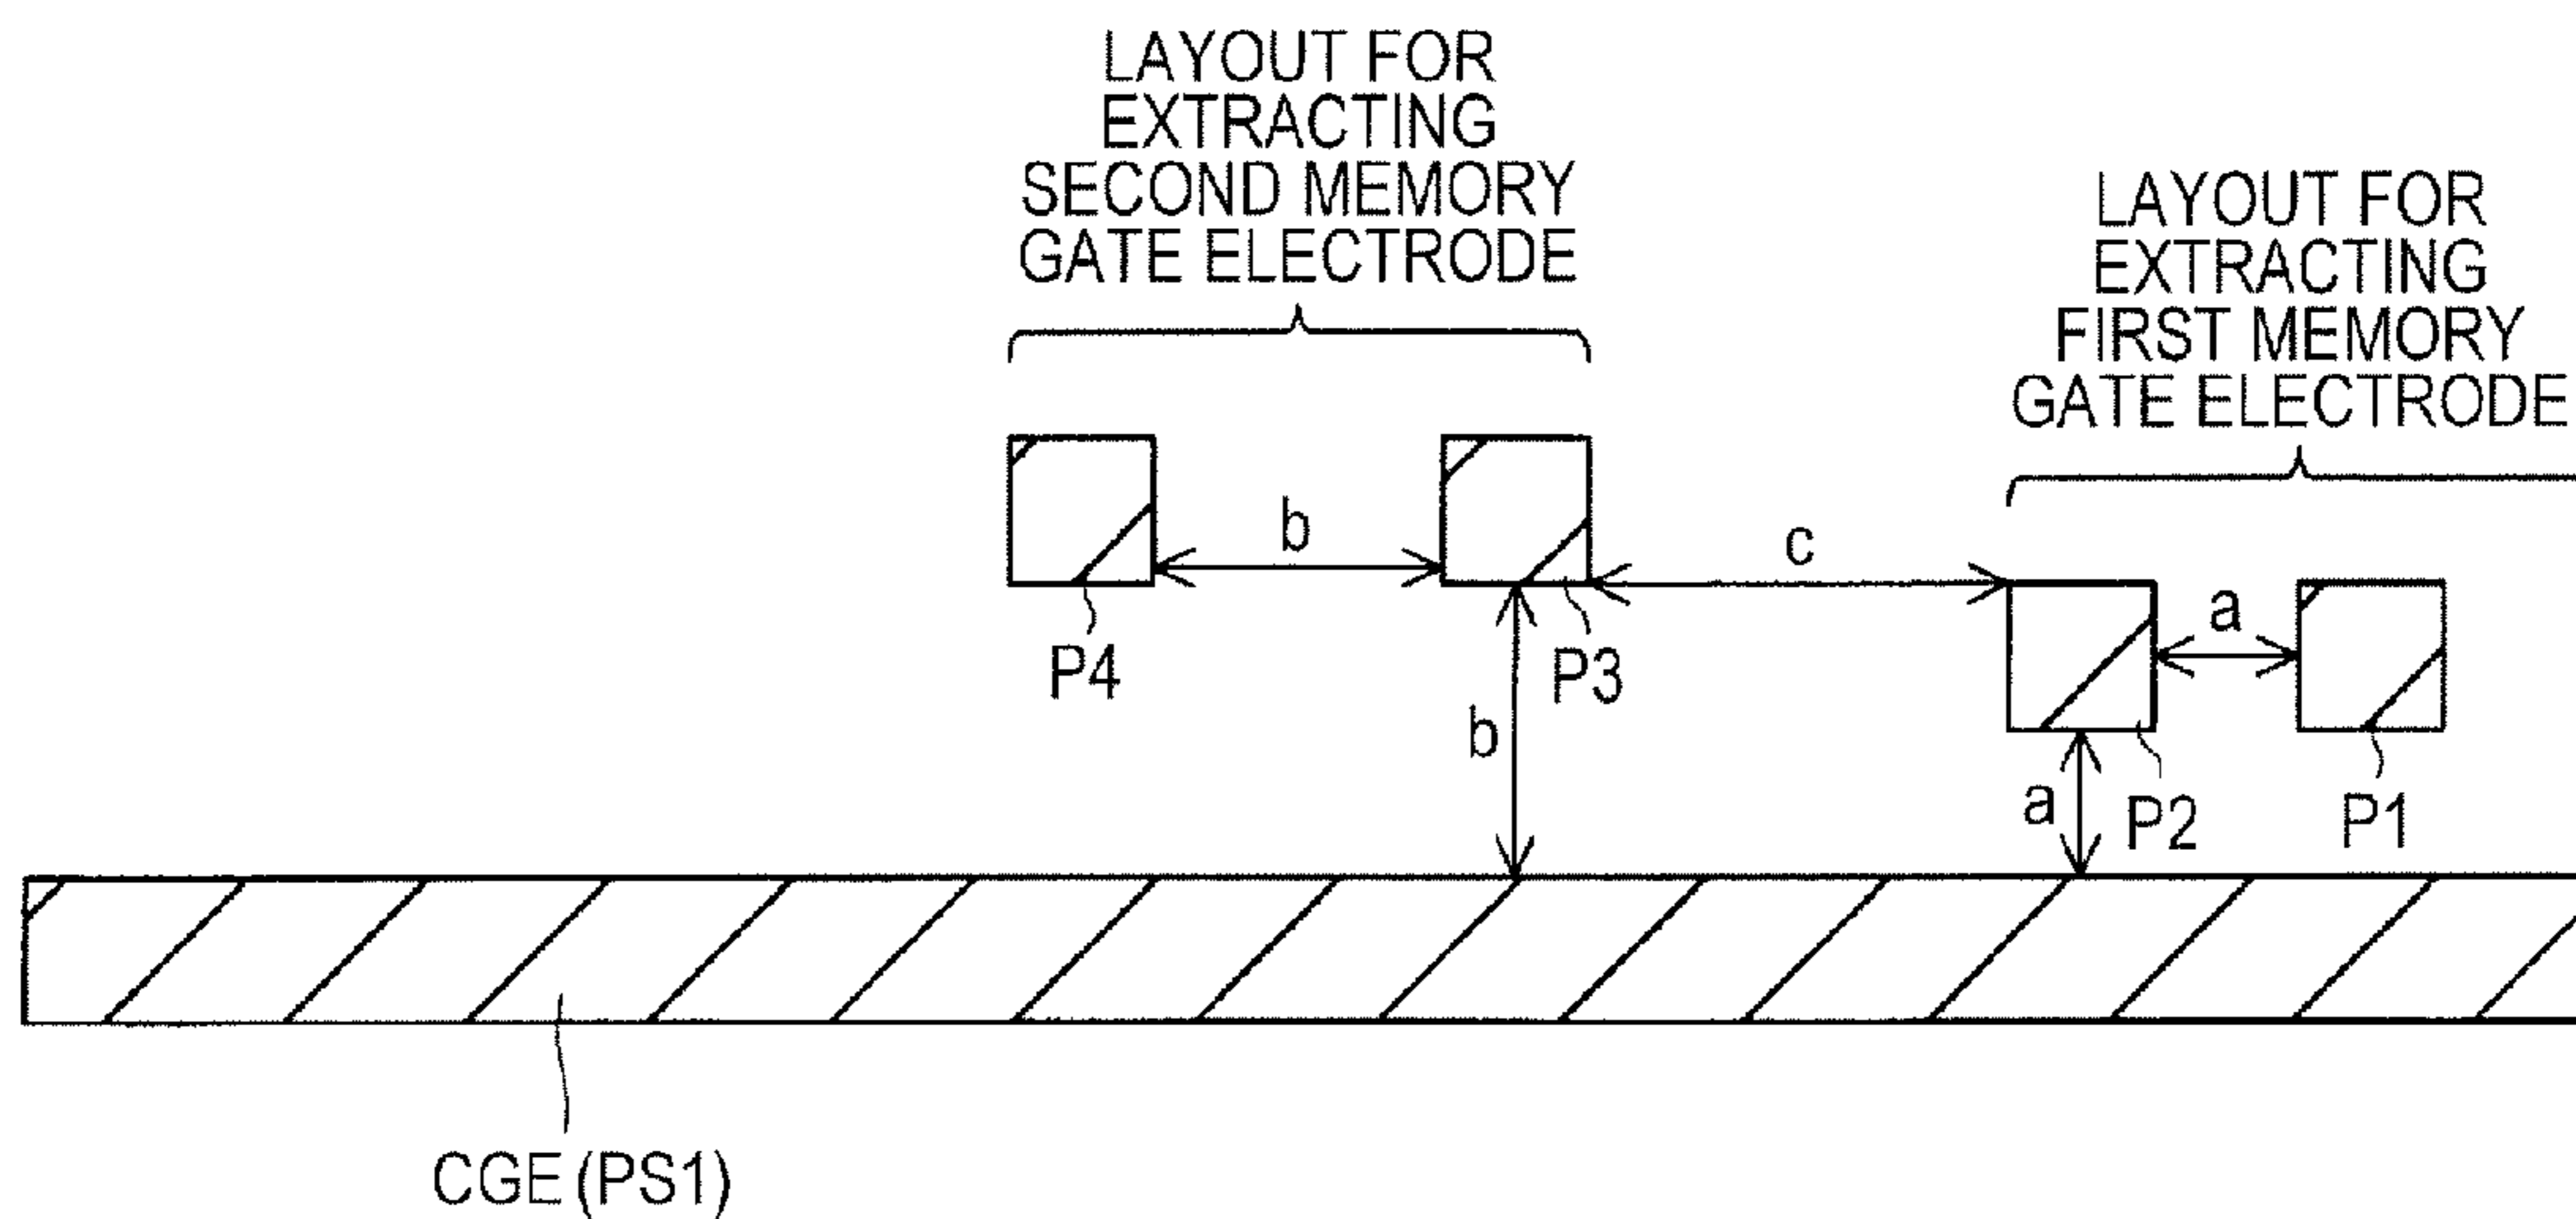 LAYOUT FOR
EXTRACTING
SECOND MEMORY
GATE ELECTRODE
LAYOUT FOR
EXTRACTING
FIRST MEMORY
GATE ELECTRODE
b
c
a
P4
P3
b
a
P2
P1
CGE (PS1)